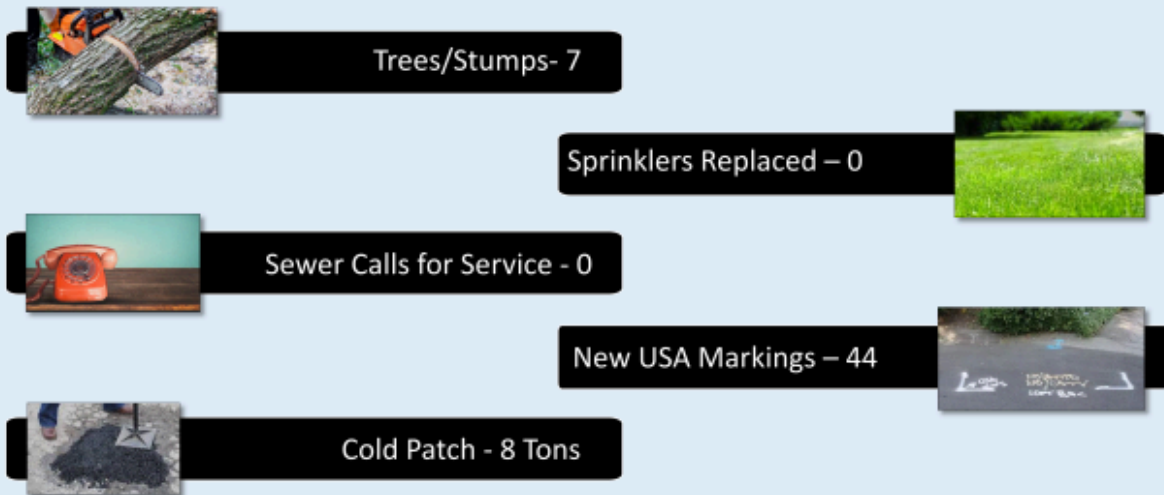 Trees/Stumps- 7
Sprinklers Replaced – 0
Sewer Calls for Service - 0
New USA Markings – 44
Cold Patch - 8 Tons